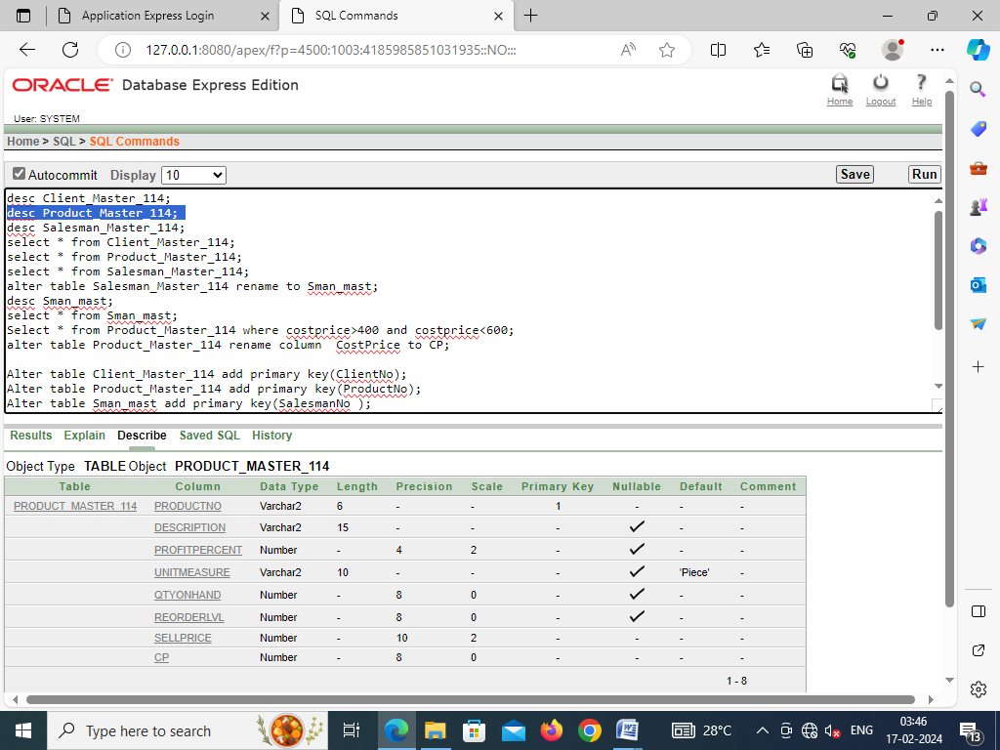 Application Express Login
SQL Commands
127.0.0.1:8080/apex/f?p=4500:1003:4185985851031935::NO:::
ORACLE® Database Express Edition
Home Logout Help
User: SYSTEM
Home > SQL > SQL Commands
Autocommit Display 10 Save Run
desc Client_Master_114;
desc Product_Master_114;
desc Salesman_Master_114;
select * from Client_Master_114;
select * from Product_Master_114;
select * from Salesman_Master_114;
alter table Salesman_Master_114 rename to Sman_mast;
desc Sman_mast;
select * from Sman_mast;
Select * from Product_Master_114 where costprice>400 and costprice<600;
alter table Product_Master_114 rename column  CostPrice to CP;
Alter table Client_Master_114 add primary key(ClientNo);
Alter table Product_Master_114 add primary key(ProductNo);
Alter table Sman_mast add primary key(SalesmanNo );
Results Explain Describe Saved SQL History
Object Type TABLE Object PRODUCT_MASTER_114
Table Column Data Type Length Precision Scale Primary Key Nullable Default Comment
PRODUCT_MASTER_114 PRODUCTNO Varchar2 6 - - 1 - - -
DESCRIPTION Varchar2 15 - - - ✓ - -
PROFITPERCENT Number - 4 2 - ✓ - -
UNITMEASURE Varchar2 10 - - - ✓ 'Piece' -
QTYONHAND Number - 8 0 - ✓ - -
REORDERLVL Number - 8 0 - ✓ - -
SELLPRICE Number - 10 2 - - - -
CP Number - 8 0 - - - -
1 - 8
Type here to search
28°C
ENG
03:46
17-02-2024
13